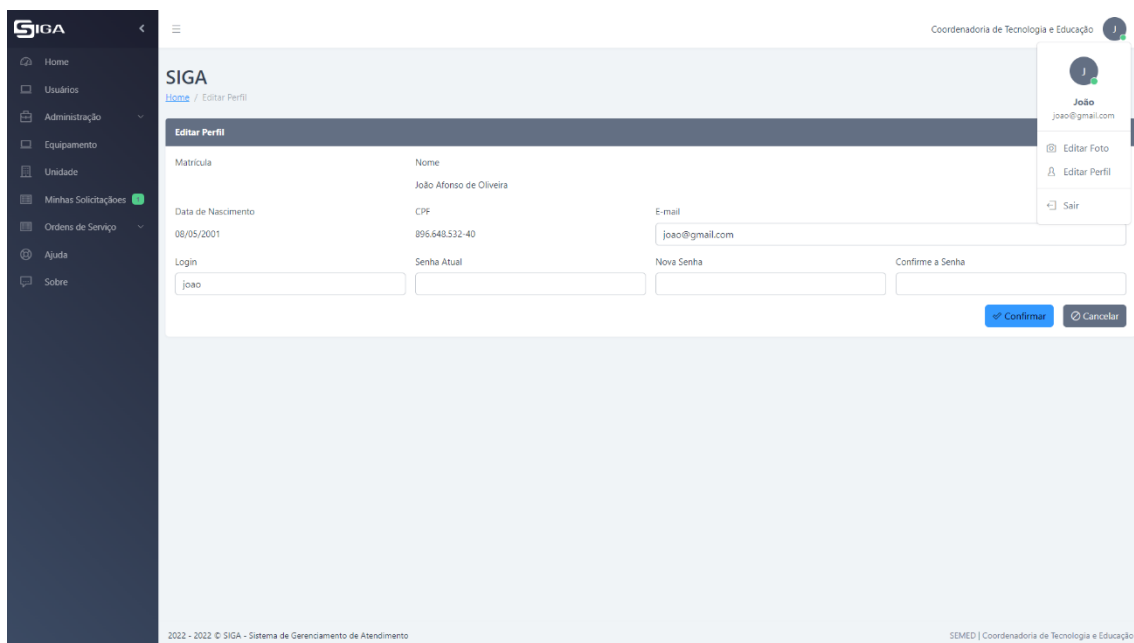 SIGA
Home
Usuários
Administração
Equipamento
Unidade
Minhas Solicitações 1
Ordens de Serviço
Ajuda
Sobre
Coordenadoria de Tecnologia e Educação J
J
João
joao@gmail.com
Editar Foto
Editar Perfil
Sair
SIGA
Home / Editar Perfil
Editar Perfil
Matrícula Nome
João Afonso de Oliveira
Data de Nascimento CPF E-mail
08/05/2001 896.648.532-40 joao@gmail.com
Login Senha Atual Nova Senha Confirme a Senha
joao
Confirmar Cancelar
2022 - 2022 © SIGA - Sistema de Gerenciamento de Atendimento SEMED | Coordenadoria de Tecnologia e Educação